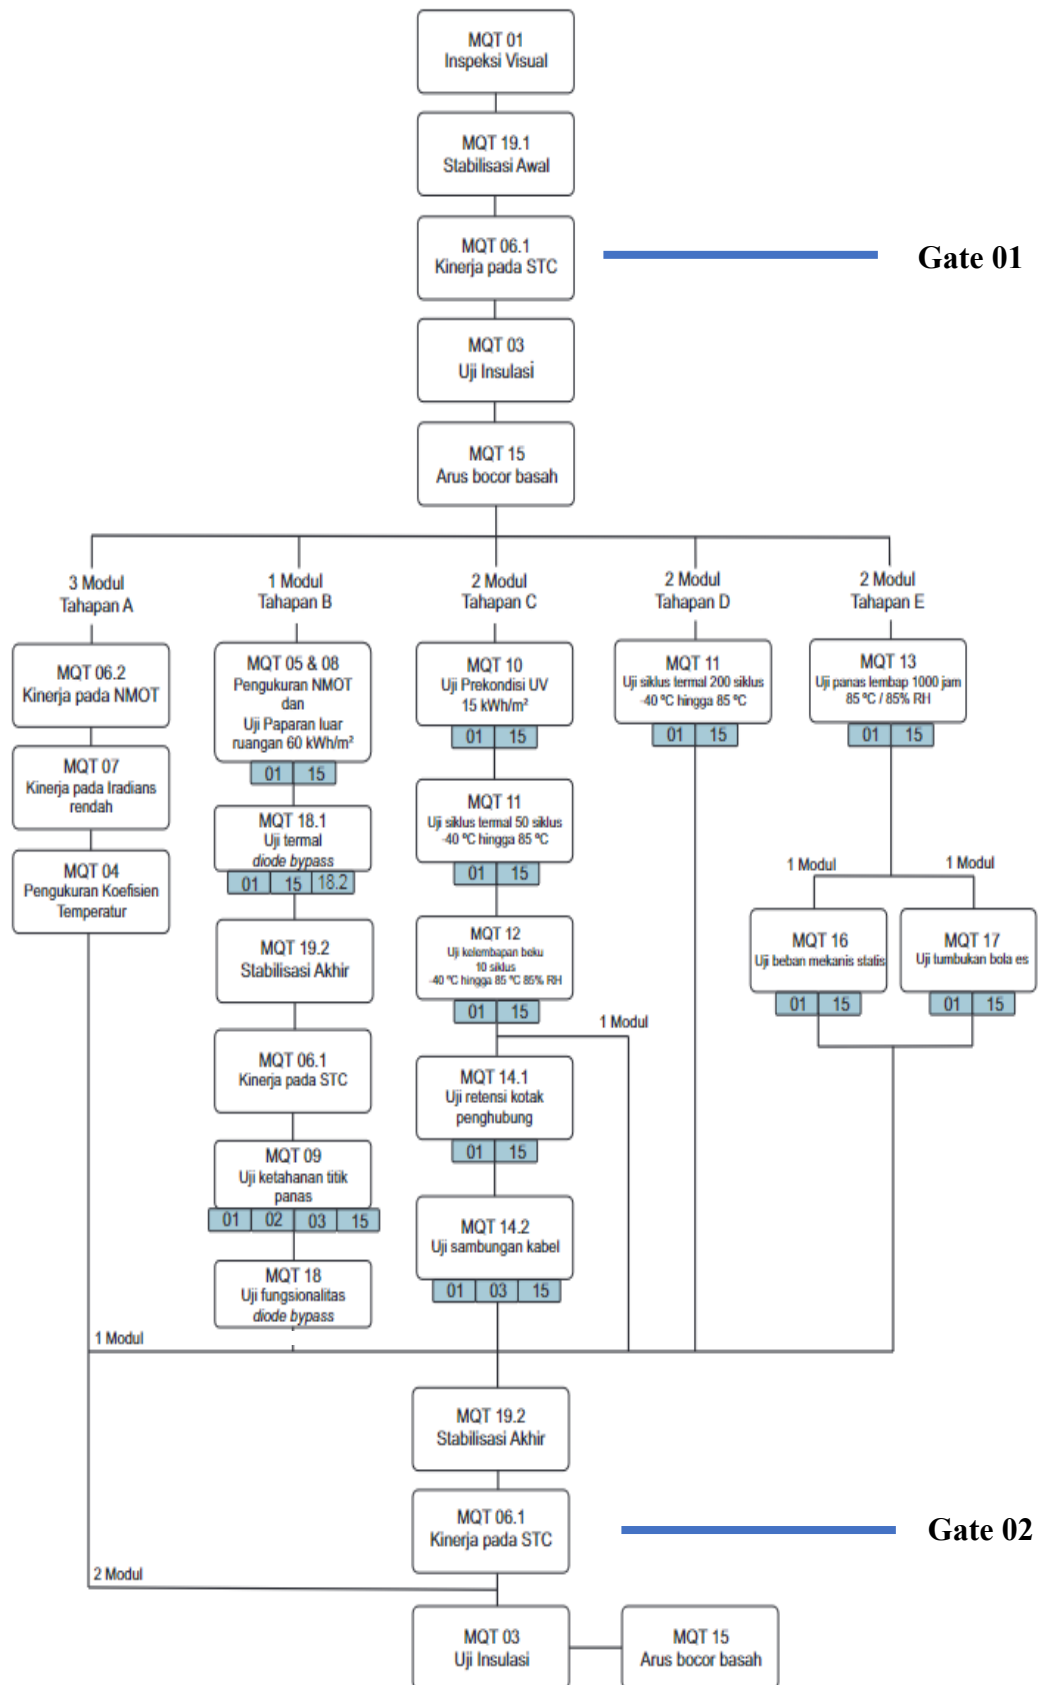 MQT 01
Inspeksi Visual
MQT 19.1
Stabilisasi Awal
MQT 06.1
Kinerja pada STC
Gate 01
MQT 03
Uji Insulasi
MQT 15
Arus bocor basah
3 Modul
Tahapan A
1 Modul
Tahapan B
2 Modul
Tahapan C
2 Modul
Tahapan D
2 Modul
Tahapan E
MQT 06.2
Kinerja pada NMOT
MQT 07
Kinerja pada Iradians
rendah
MQT 04
Pengukuran Koefisien
Temperatur
MQT 05 & 08
Pengukuran NMOT
dan
Uji Paparan luar
ruangan 60 kWh/m²
01 15
MQT 18.1
Uji termal
diode bypass
01 15 18.2
MQT 19.2
Stabilisasi Akhir
MQT 06.1
Kinerja pada STC
MQT 09
Uji ketahanan titik
panas
01 02 03 15
MQT 18
Uji fungsionalitas
diode bypass
MQT 10
Uji Prekondisi UV
15 kWh/m²
01 15
MQT 11
Uji siklus termal 50 siklus
-40 ºC hingga 85 ºC
01 15
MQT 12
Uji kelembapan beku
10 siklus
-40 ºC hingga 85 ºC 85% RH
01 15
1 Modul
MQT 14.1
Uji retensi kotak
penghubung
01 15
MQT 14.2
Uji sambungan kabel
01 03 15
MQT 11
Uji siklus termal 200 siklus
-40 ºC hingga 85 ºC
01 15
MQT 13
Uji panas lembap 1000 jam
85 ºC / 85% RH
01 15
1 Modul
1 Modul
MQT 16
Uji beban mekanis statis
01 15
MQT 17
Uji tumbukan bola es
01 15
1 Modul
MQT 19.2
Stabilisasi Akhir
MQT 06.1
Kinerja pada STC
Gate 02
2 Modul
MQT 03
Uji Insulasi
MQT 15
Arus bocor basah